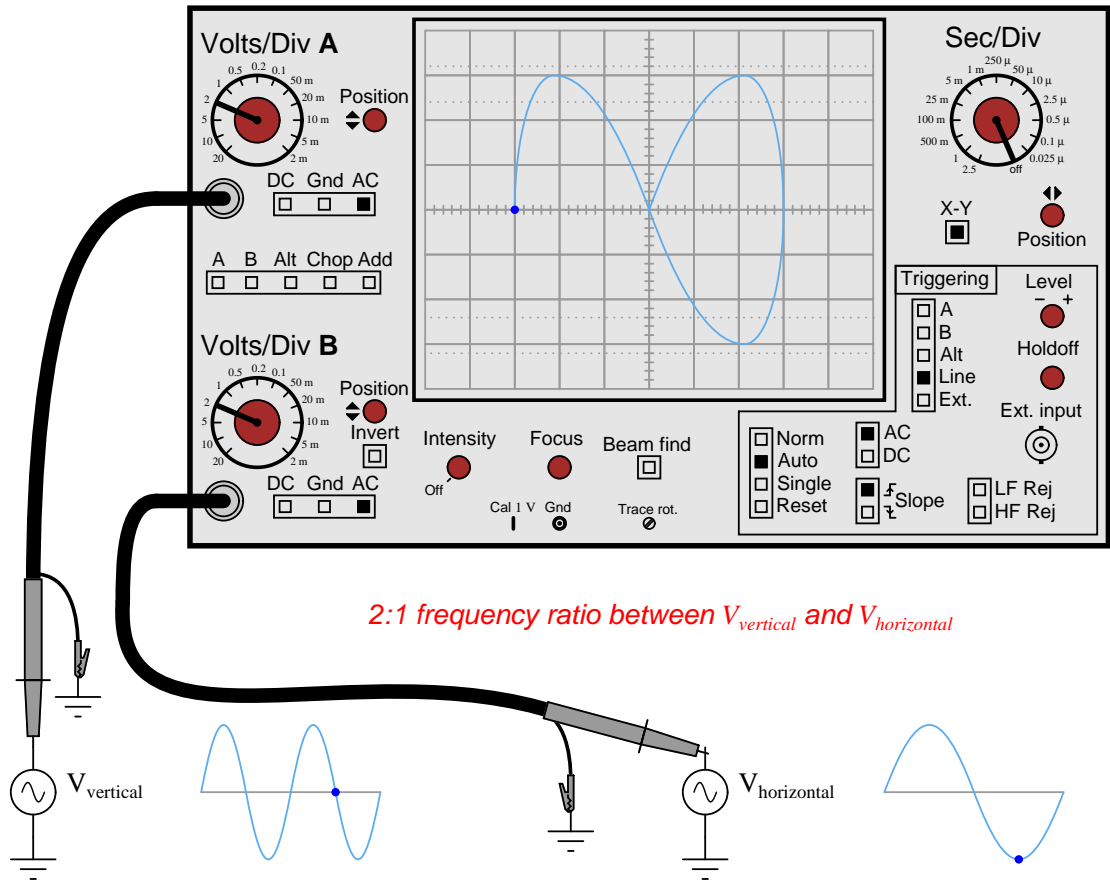 Volts/Div A
0.5 0.2 0.1
1 50 m
2 20 m
5 10 m
10 5 m
20 2 m
Position
DC Gnd AC
A B Alt Chop Add
Volts/Div B
0.5 0.2 0.1
1 50 m
2 20 m
5 10 m
10 5 m
20 2 m
Position
Invert
DC Gnd AC
Intensity
Off
Focus
Beam find
Cal 1 V Gnd
Trace rot.
Sec/Div
250 µ
1 m 50 µ
5 m 10 µ
25 m 2.5 µ
100 m 0.5 µ
500 m 0.1 µ
1 0.025 µ
2.5 off
X-Y
Position
Triggering
A
B
Alt
Line
Ext.
Level
− +
Holdoff
Ext. input
Norm
Auto
Single
Reset
AC
DC
Slope
LF Rej
HF Rej
2:1 frequency ratio between Vvertical and Vhorizontal
Vvertical
Vhorizontal